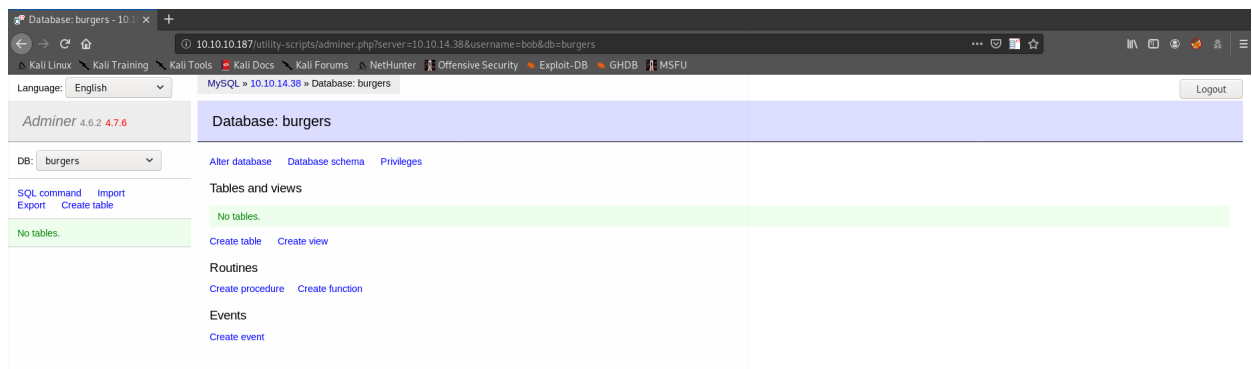 Database: burgers - 10.1
10.10.10.187/utility-scripts/adminer.php?server=10.10.14.38&username=bob&db=burgers
Kali Linux Kali Training Kali Tools Kali Docs Kali Forums NetHunter Offensive Security Exploit-DB GHDB MSFU
Language: English
MySQL » 10.10.14.38 » Database: burgers
Logout
Adminer 4.6.2 4.7.6
Database: burgers
DB: burgers
Alter database Database schema Privileges
SQL command Import
Export Create table
No tables.
Tables and views
No tables.
Create table Create view
Routines
Create procedure Create function
Events
Create event